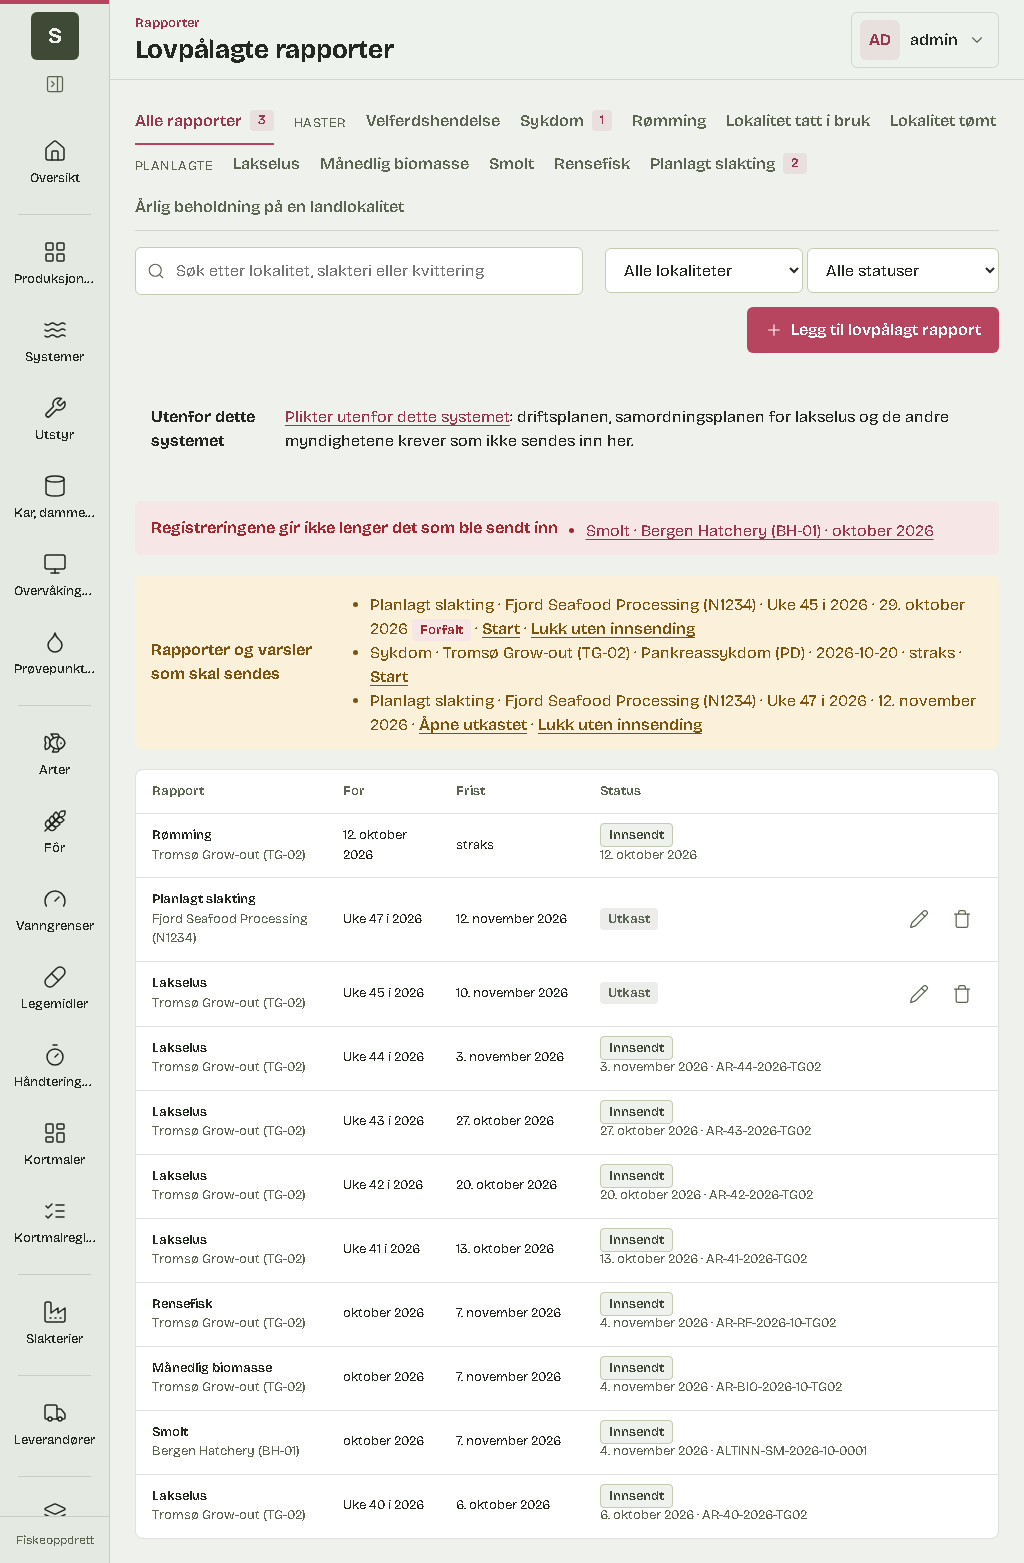 S
Oversikt
Produksjon...
Systemer
Utstyr
Kar, damme...
Overvåking...
Prøvepunkt...
Arter
Fôr
Vanngrenser
Legemidler
Håndtering...
Kortmaler
Kortmalregl...
Slakterier
Leverandører
Fiskeoppdrett
Rapporter
Lovpålagte rapporter
AD admin
Alle rapporter 3 HASTER Velferdshendelse Sykdom 1 Rømming Lokalitet tatt i bruk Lokalitet tømt
PLANLAGTE Lakselus Månedlig biomasse Smolt Rensefisk Planlagt slakting 2
Årlig beholdning på en landlokalitet
Søk etter lokalitet, slakteri eller kvittering Alle lokaliteter Alle statuser
Legg til lovpålagt rapport
Utenfor dette systemet
Plikter utenfor dette systemet: driftsplanen, samordningsplanen for lakselus og de andre
myndighetene krever som ikke sendes inn her.
Registreringene gir ikke lenger det som ble sendt inn • Smolt · Bergen Hatchery (BH-01) · oktober 2026
Rapporter og varsler som skal sendes
• Planlagt slakting · Fjord Seafood Processing (N1234) · Uke 45 i 2026 · 29. oktober
2026 Forfalt · Start · Lukk uten innsending
• Sykdom · Tromsø Grow-out (TG-02) · Pankreassykdom (PD) · 2026-10-20 · straks ·
Start
• Planlagt slakting · Fjord Seafood Processing (N1234) · Uke 47 i 2026 · 12. november
2026 · Åpne utkastet · Lukk uten innsending
Rapport For Frist Status
Rømming
Tromsø Grow-out (TG-02)
12. oktober
2026
straks
Innsendt
12. oktober 2026
Planlagt slakting
Fjord Seafood Processing
(N1234)
Uke 47 i 2026 12. november 2026 Utkast
Lakselus
Tromsø Grow-out (TG-02)
Uke 45 i 2026 10. november 2026 Utkast
Lakselus
Tromsø Grow-out (TG-02)
Uke 44 i 2026 3. november 2026 Innsendt
3. november 2026 · AR-44-2026-TG02
Lakselus
Tromsø Grow-out (TG-02)
Uke 43 i 2026 27. oktober 2026 Innsendt
27. oktober 2026 · AR-43-2026-TG02
Lakselus
Tromsø Grow-out (TG-02)
Uke 42 i 2026 20. oktober 2026 Innsendt
20. oktober 2026 · AR-42-2026-TG02
Lakselus
Tromsø Grow-out (TG-02)
Uke 41 i 2026 13. oktober 2026 Innsendt
13. oktober 2026 · AR-41-2026-TG02
Rensefisk
Tromsø Grow-out (TG-02)
oktober 2026 7. november 2026 Innsendt
4. november 2026 · AR-RF-2026-10-TG02
Månedlig biomasse
Tromsø Grow-out (TG-02)
oktober 2026 7. november 2026 Innsendt
4. november 2026 · AR-BIO-2026-10-TG02
Smolt
Bergen Hatchery (BH-01)
oktober 2026 7. november 2026 Innsendt
4. november 2026 · ALTINN-SM-2026-10-0001
Lakselus
Tromsø Grow-out (TG-02)
Uke 40 i 2026 6. oktober 2026 Innsendt
6. oktober 2026 · AR-40-2026-TG02